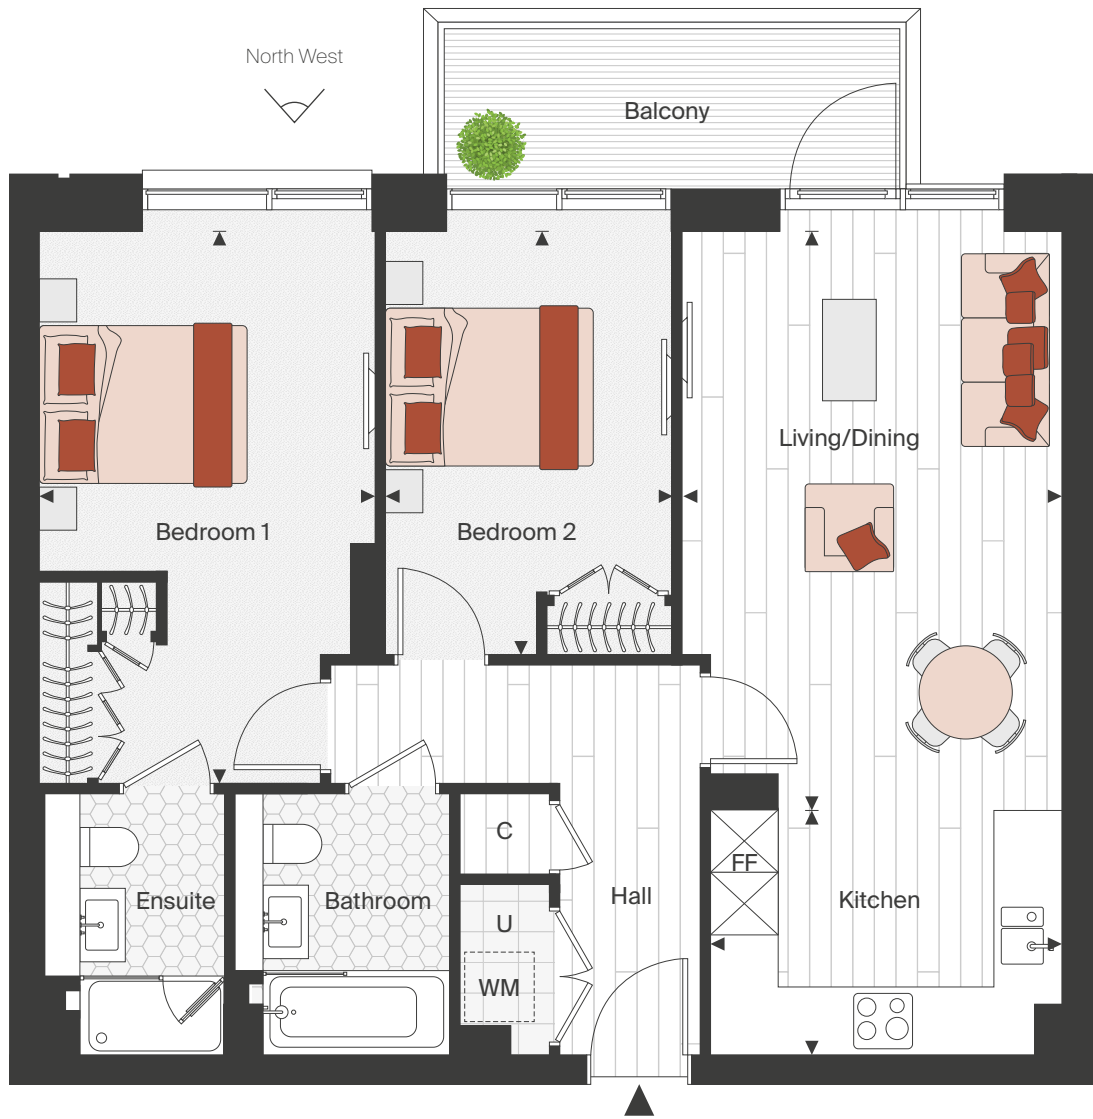 North West
Balcony
Living/Dining
Bedroom 1
Bedroom 2
C
FF
Ensuite
Bathroom
Hall
Kitchen
U
WM